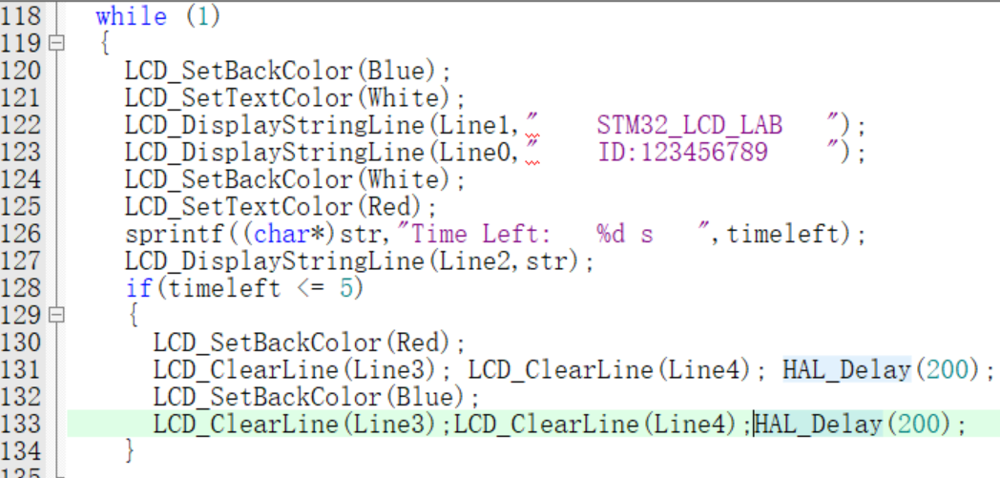 118 while (1)
119 {
120 LCD_SetBackColor(Blue);
121 LCD_SetTextColor(White);
122 LCD_DisplayStringLine(Line1,"    STM32_LCD_LAB   ");
123 LCD_DisplayStringLine(Line0,"    ID:123456789    ");
124 LCD_SetBackColor(White);
125 LCD_SetTextColor(Red);
126 sprintf((char*)str,"Time Left:   %d s   ",timeleft);
127 LCD_DisplayStringLine(Line2,str);
128 if(timeleft <= 5)
129 {
130 LCD_SetBackColor(Red);
131 LCD_ClearLine(Line3); LCD_ClearLine(Line4); HAL_Delay(200);
132 LCD_SetBackColor(Blue);
133 LCD_ClearLine(Line3);LCD_ClearLine(Line4);HAL_Delay(200);
134 }
135